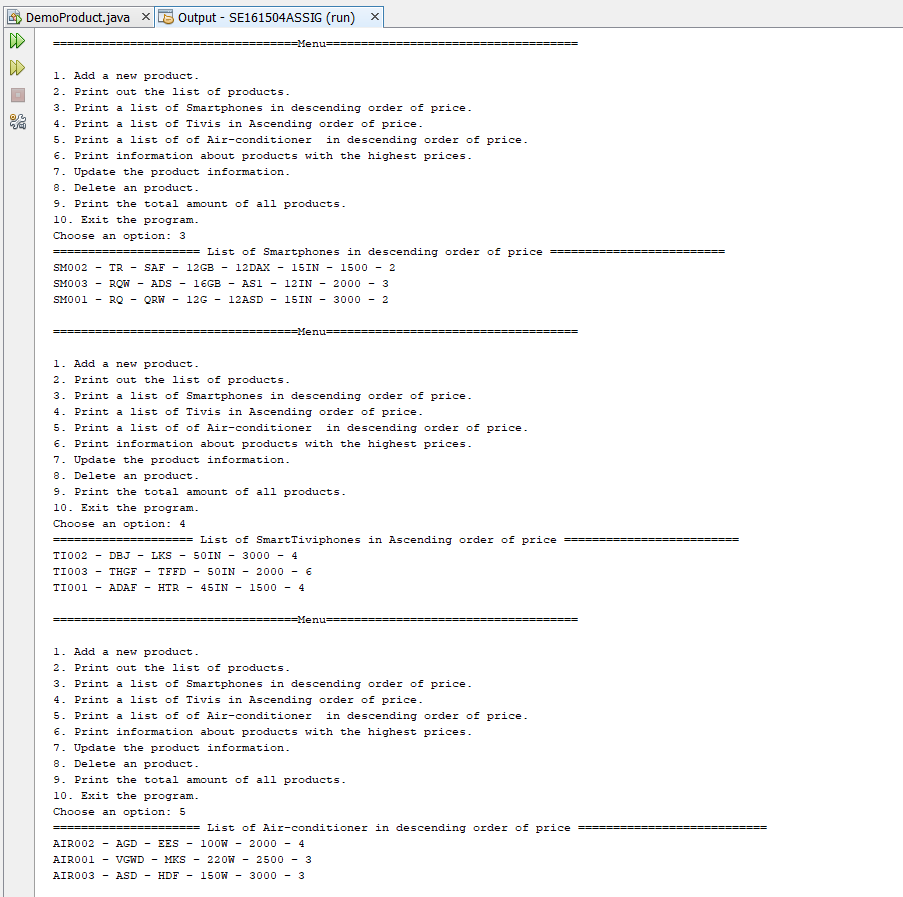 DemoProduct.java × Output - SE161504ASSIG (run) ×
===================================Menu====================================
1. Add a new product.
2. Print out the list of products.
3. Print a list of Smartphones in descending order of price.
4. Print a list of Tivis in Ascending order of price.
5. Print a list of of Air-conditioner  in descending order of price.
6. Print information about products with the highest prices.
7. Update the product information.
8. Delete an product.
9. Print the total amount of all products.
10. Exit the program.
Choose an option: 3
===================== List of Smartphones in descending order of price =========================
SM002 - TR - SAF - 12GB - 12DAX - 15IN - 1500 - 2
SM003 - RQW - ADS - 16GB - AS1 - 12IN - 2000 - 3
SM001 - RQ - QRW - 12G - 12ASD - 15IN - 3000 - 2
===================================Menu====================================
1. Add a new product.
2. Print out the list of products.
3. Print a list of Smartphones in descending order of price.
4. Print a list of Tivis in Ascending order of price.
5. Print a list of of Air-conditioner  in descending order of price.
6. Print information about products with the highest prices.
7. Update the product information.
8. Delete an product.
9. Print the total amount of all products.
10. Exit the program.
Choose an option: 4
==================== List of SmartTiviphones in Ascending order of price =========================
TI002 - DBJ - LKS - 50IN - 3000 - 4
TI003 - THGF - TFFD - 50IN - 2000 - 6
TI001 - ADAF - HTR - 45IN - 1500 - 4
===================================Menu====================================
1. Add a new product.
2. Print out the list of products.
3. Print a list of Smartphones in descending order of price.
4. Print a list of Tivis in Ascending order of price.
5. Print a list of of Air-conditioner  in descending order of price.
6. Print information about products with the highest prices.
7. Update the product information.
8. Delete an product.
9. Print the total amount of all products.
10. Exit the program.
Choose an option: 5
===================== List of Air-conditioner in descending order of price ===========================
AIR002 - AGD - EES - 100W - 2000 - 4
AIR001 - VGWD - MKS - 220W - 2500 - 3
AIR003 - ASD - HDF - 150W - 3000 - 3